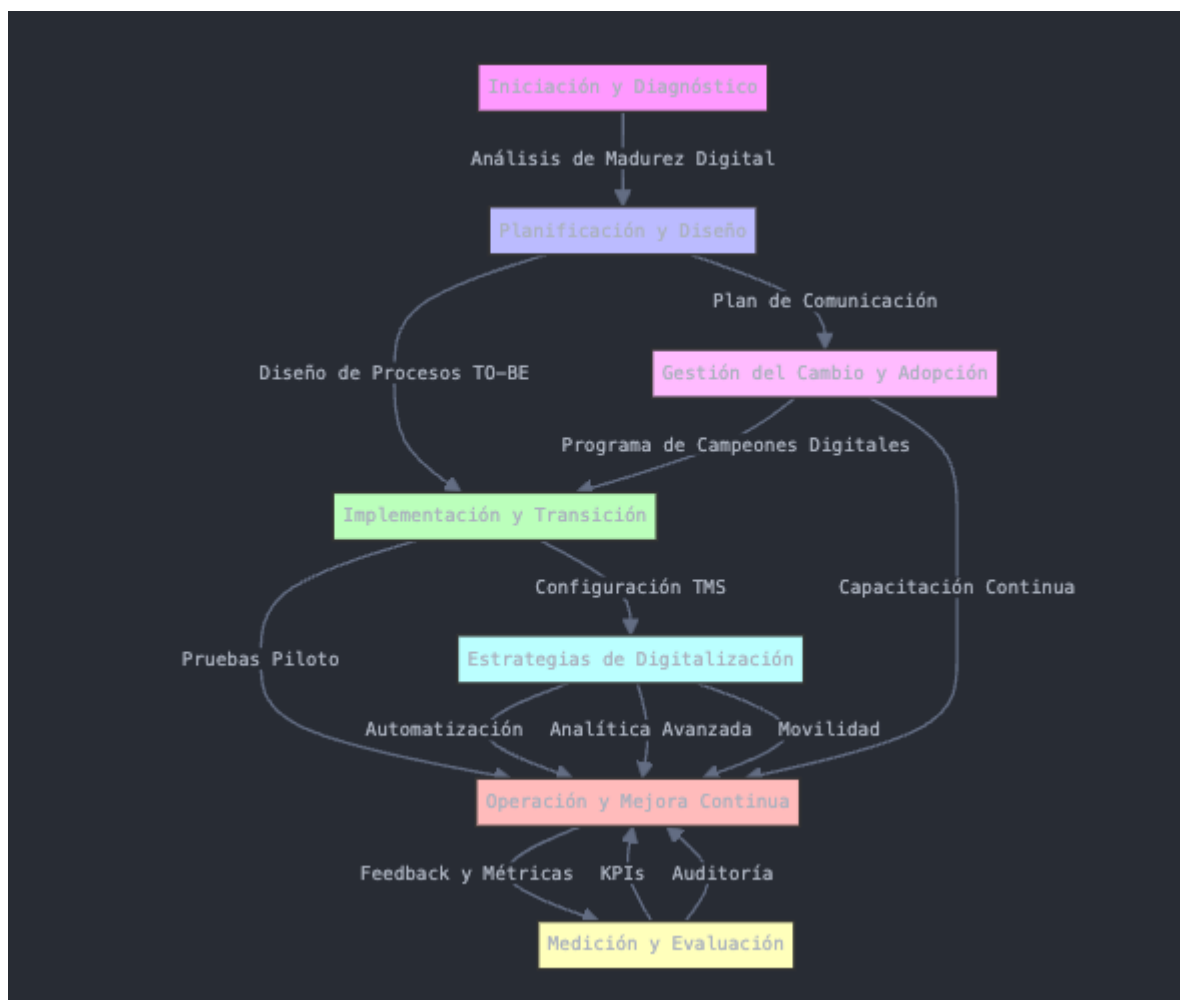 Iniciación y Diagnóstico
Análisis de Madurez Digital
Planificación y Diseño
Plan de Comunicación
Diseño de Procesos TO-BE
Gestión del Cambio y Adopción
Programa de Campeones Digitales
Implementación y Transición
Configuración TMS
Capacitación Continua
Pruebas Piloto
Estrategias de Digitalización
Automatización
Analítica Avanzada
Movilidad
Operación y Mejora Continua
Feedback y Métricas
KPIs
Auditoría
Medición y Evaluación